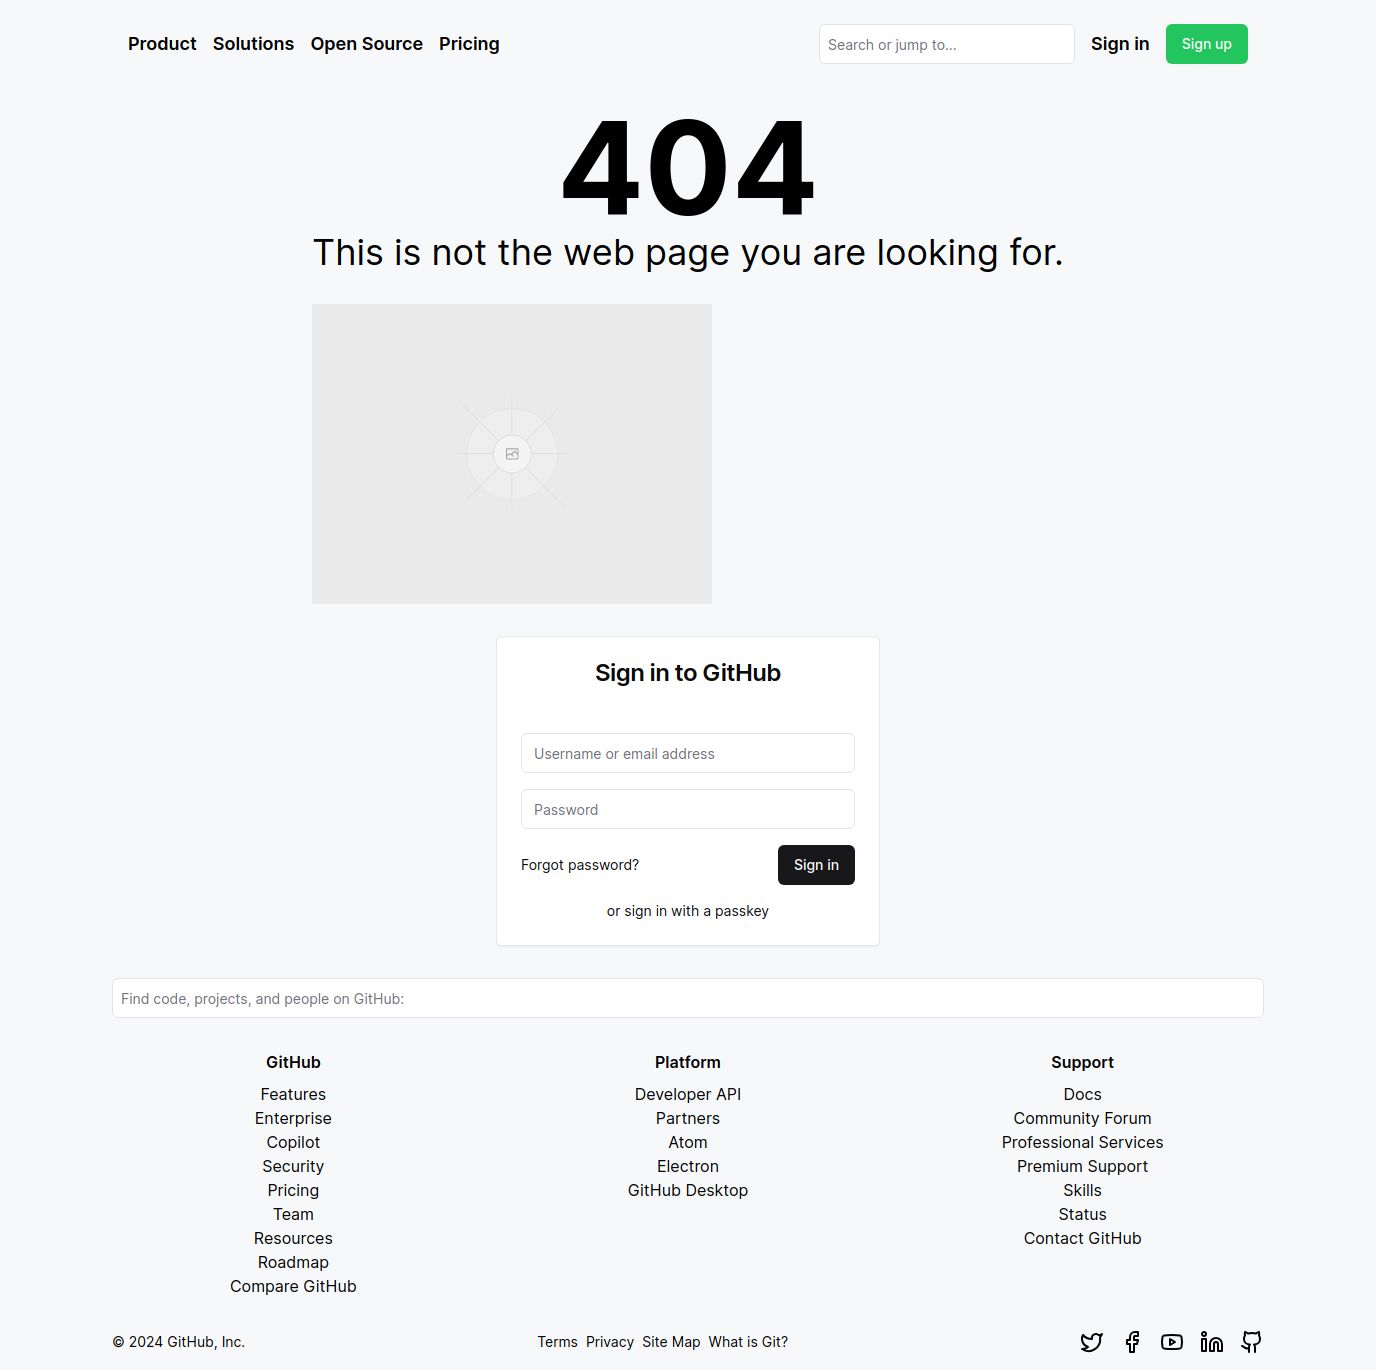 Product Solutions Open Source Pricing Search or jump to... Sign in Sign up
404
This is not the web page you are looking for.
Sign in to GitHub
Username or email address
Password
Forgot password? Sign in
or sign in with a passkey
Find code, projects, and people on GitHub:
GitHub
Features
Enterprise
Copilot
Security
Pricing
Team
Resources
Roadmap
Compare GitHub
Platform
Developer API
Partners
Atom
Electron
GitHub Desktop
Support
Docs
Community Forum
Professional Services
Premium Support
Skills
Status
Contact GitHub
© 2024 GitHub, Inc. Terms Privacy Site Map What is Git?